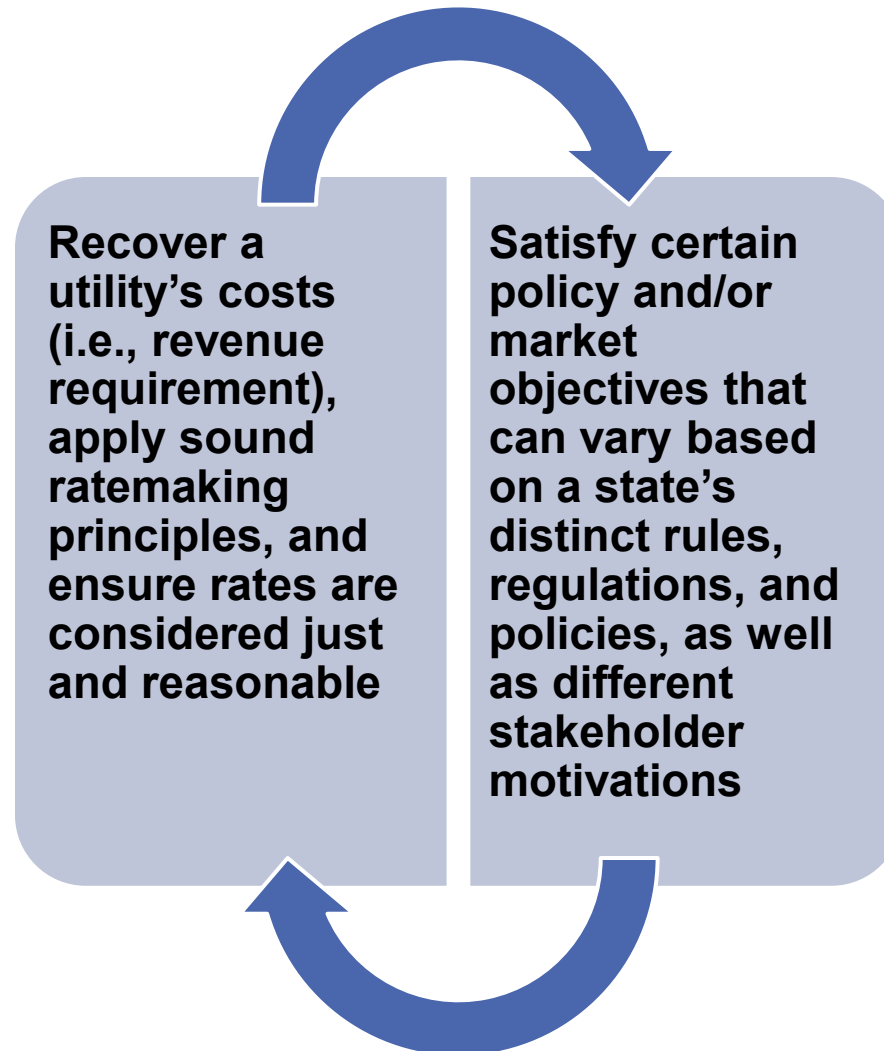 Recover a
utility’s costs
(i.e., revenue
requirement),
apply sound
ratemaking
principles, and
ensure rates are
considered just
and reasonable
Satisfy certain
policy and/or
market
objectives that
can vary based
on a state’s
distinct rules,
regulations, and
policies, as well
as different
stakeholder
motivations